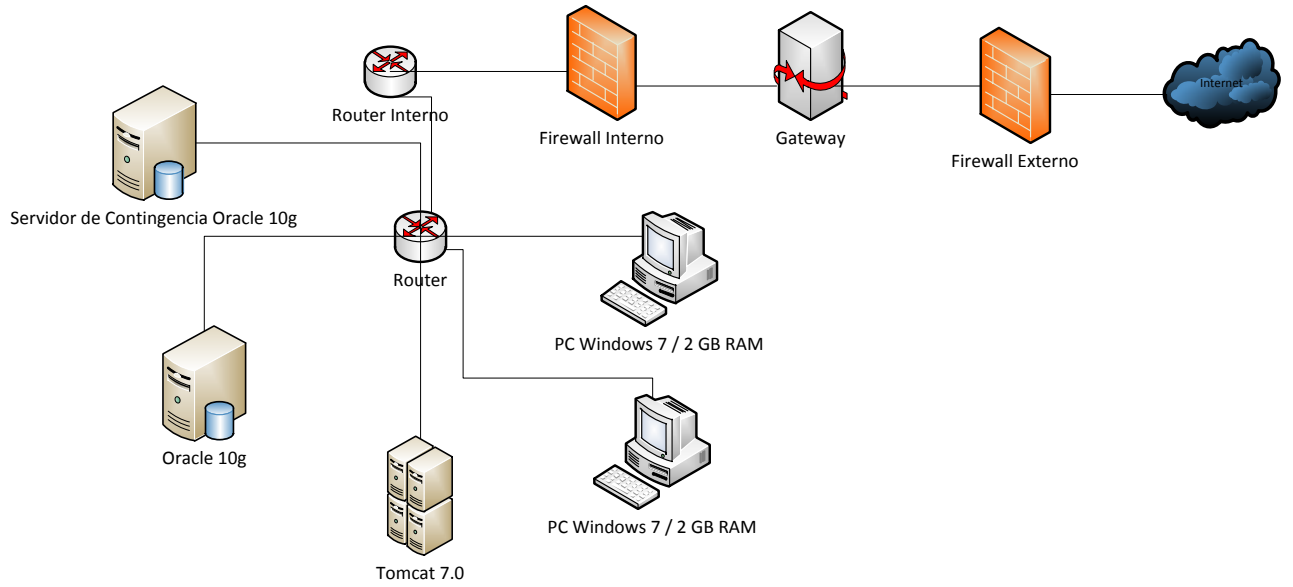 Internet
Router Interno
Firewall Interno
Gateway
Firewall Externo
Servidor de Contingencia Oracle 10g
Router
PC Windows 7 / 2 GB RAM
Oracle 10g
PC Windows 7 / 2 GB RAM
Tomcat 7.0